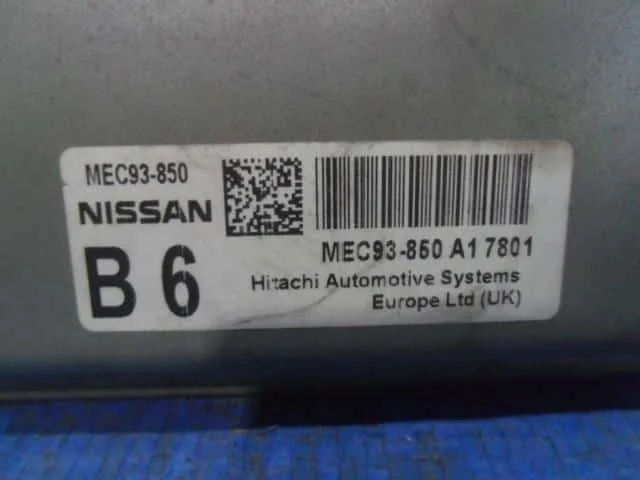 MEC93-850
NISSAN
B 6
MEC93-850 A1 7801
Hitachi Automotive Systems
Europe Ltd (UK)